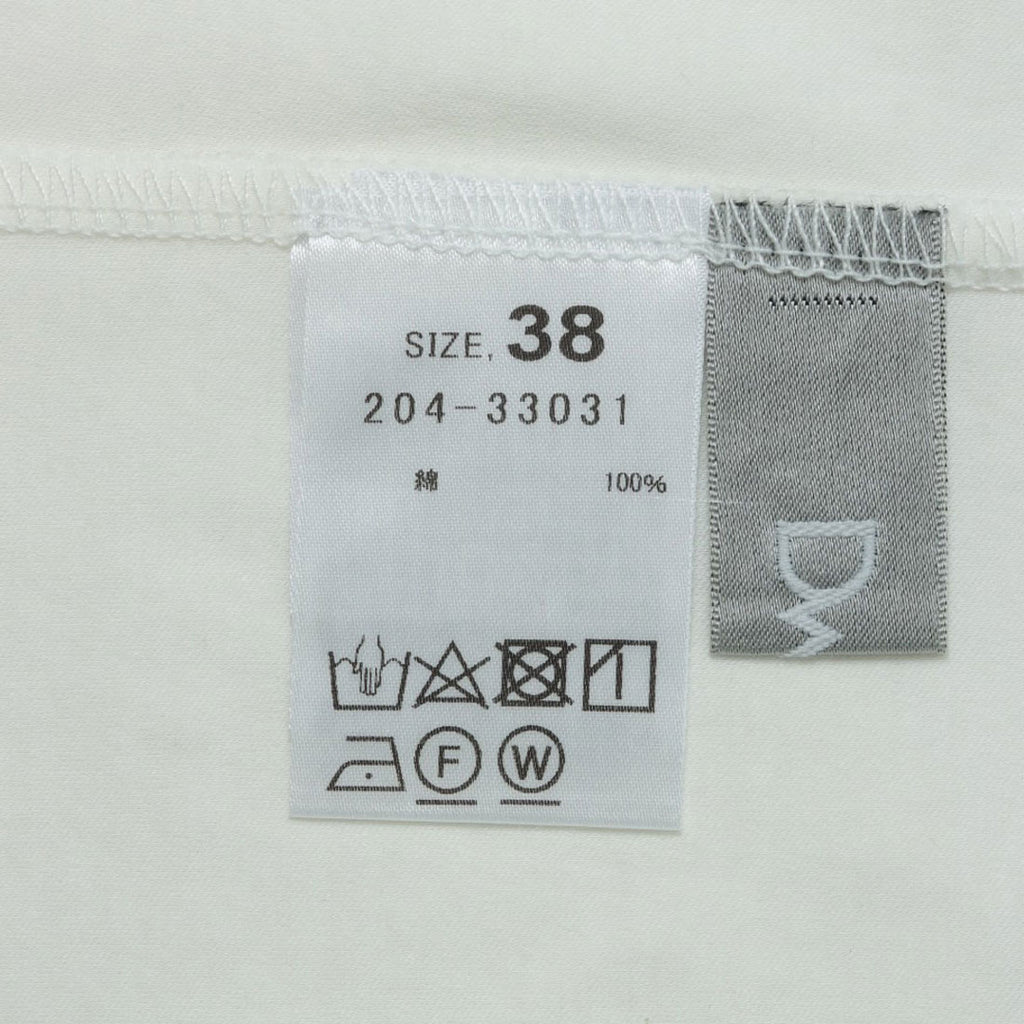 SIZE, 38
204-33031
綿 100%
F W
D